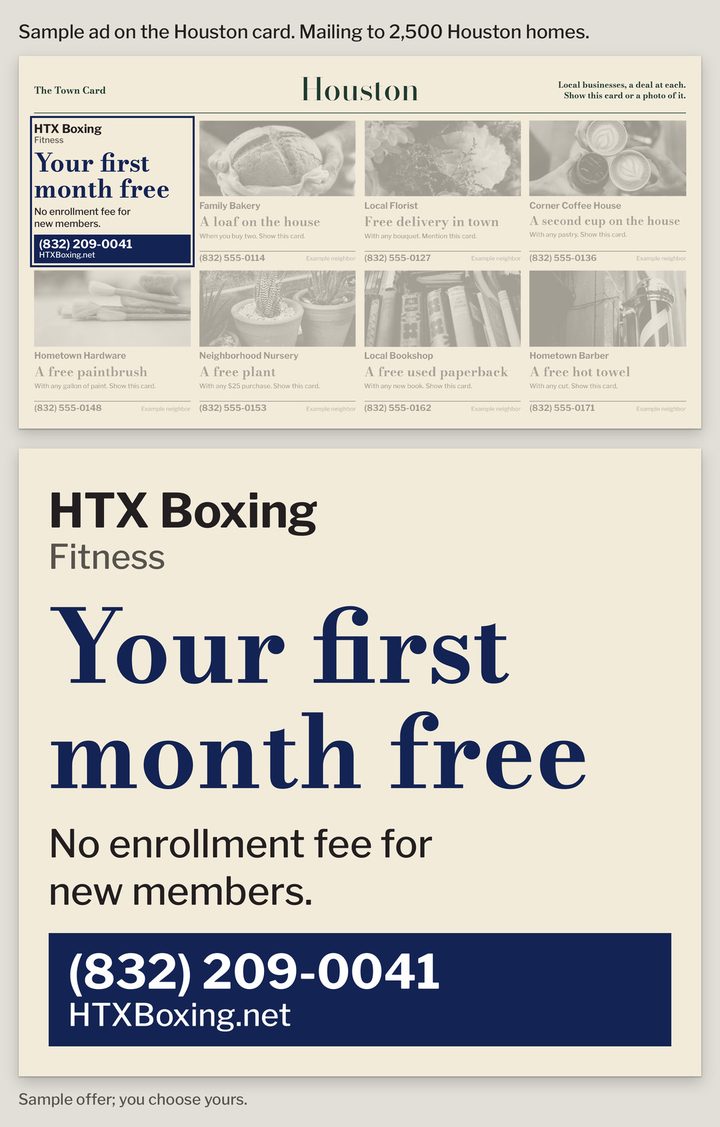 Sample ad on the Houston card. Mailing to 2,500 Houston homes.
The Town Card
Houston
Local businesses, a deal at each.
Show this card or a photo of it.
HTX Boxing
Fitness
Your first
month free
No enrollment fee for
new members.
(832) 209-0041
HTXBoxing.net
Family Bakery
A loaf on the house
When you buy two. Show this card.
(832) 555-0114
Example neighbor
Local Florist
Free delivery in town
With any bouquet. Mention this card.
(832) 555-0127
Example neighbor
Corner Coffee House
A second cup on the house
With any pastry. Show this card.
(832) 555-0136
Example neighbor
Hometown Hardware
A free paintbrush
With any gallon of paint. Show this card.
(832) 555-0148
Example neighbor
Neighborhood Nursery
A free plant
With any $25 purchase. Show this card.
(832) 555-0153
Example neighbor
Local Bookshop
A free used paperback
With any new book. Show this card.
(832) 555-0162
Example neighbor
Hometown Barber
A free hot towel
With any cut. Show this card.
(832) 555-0171
Example neighbor
HTX Boxing
Fitness
Your first
month free
No enrollment fee for
new members.
(832) 209-0041
HTXBoxing.net
Sample offer; you choose yours.